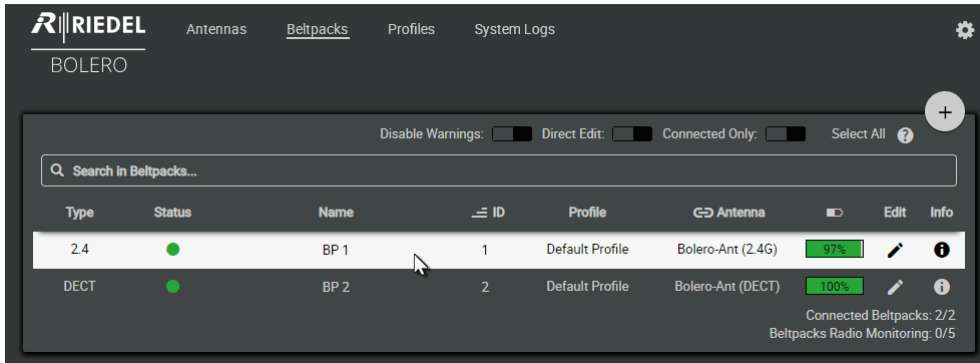 RIEDEL Antennas Beltpacks Profiles System Logs
BOLERO
+
Disable Warnings: Direct Edit: Connected Only: Select All ?
Search in Beltpacks...
Type Status Name ID Profile Antenna Edit Info
2.4 BP 1 1 Default Profile Bolero-Ant (2.4G) 97%
DECT BP 2 2 Default Profile Bolero-Ant (DECT) 100%
Connected Beltpacks: 2/2
Beltpacks Radio Monitoring: 0/5